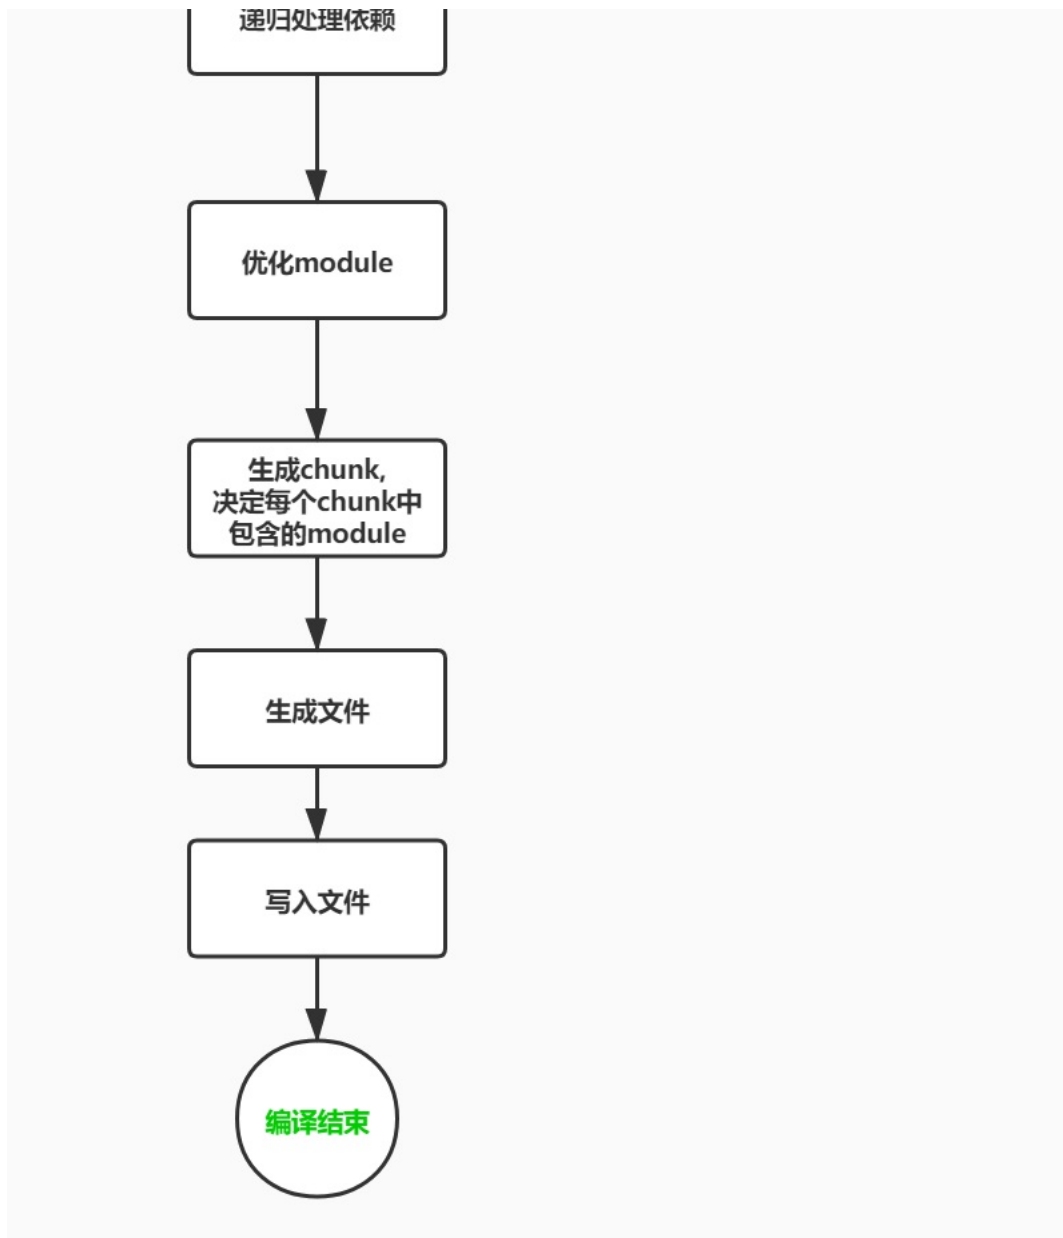 递归处理依赖
优化module
生成chunk,
决定每个chunk中
包含的module
生成文件
写入文件
编译结束